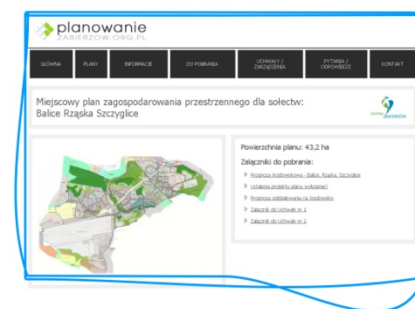 planowanie
ZABIERZOW.ORG.PL
GŁÓWNA
PLANY
INFORMACJE
DO POBRANIA
UCHWAŁY /
ZARZĄDZENIA
PYTANIA /
ODPOWIEDZI
KONTAKT
Miejscowy plan zagospodarowania przestrzennego dla sołectw:
Balice Rząska Szczyglice
Powierzchnia planu: 43,2 ha
Załączniki do pobrania:
Prognoza środowiskowa - Balice, Rząska, Szczyglice
Ustalenia projektu planu wyłożenie I
Prognoza oddziaływania na środowisko
Załącznik do Uchwały nr 1
Załącznik do Uchwały nr 2